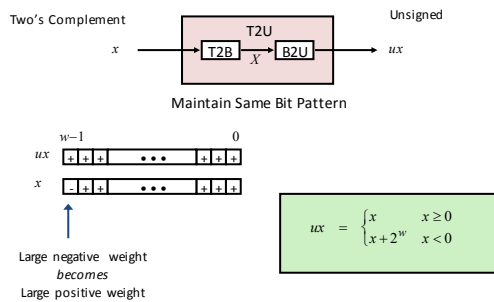 Two's Complement
Unsigned
T2U
x
T2B
X
B2U
ux
Maintain Same Bit Pattern
w–1
0
ux
+ + + • • • + + +
x
- + + • • • + + +
Large negative weight
becomes
Large positive weight
ux = { x x ≥ 0
x + 2^w x < 0